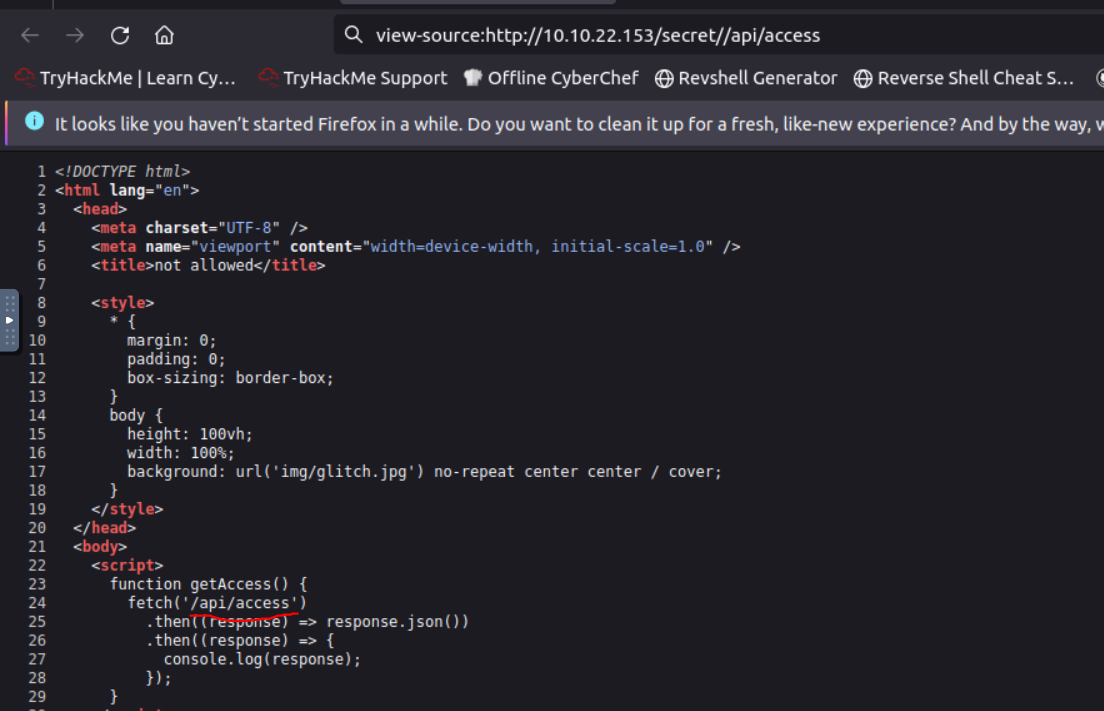 view-source:http://10.10.22.153/secret//api/access
TryHackMe | Learn Cy... TryHackMe Support Offline CyberChef Revshell Generator Reverse Shell Cheat S...
It looks like you haven't started Firefox in a while. Do you want to clean it up for a fresh, like-new experience? And by the way,
1 <!DOCTYPE html>
2 <html lang="en">
3 <head>
4 <meta charset="UTF-8" />
5 <meta name="viewport" content="width=device-width, initial-scale=1.0" />
6 <title>not allowed</title>
7
8 <style>
9 * {
10 margin: 0;
11 padding: 0;
12 box-sizing: border-box;
13 }
14 body {
15 height: 100vh;
16 width: 100%;
17 background: url('img/glitch.jpg') no-repeat center center / cover;
18 }
19 </style>
20 </head>
21 <body>
22 <script>
23 function getAccess() {
24 fetch('/api/access')
25 .then((response) => response.json())
26 .then((response) => {
27 console.log(response);
28 });
29 }